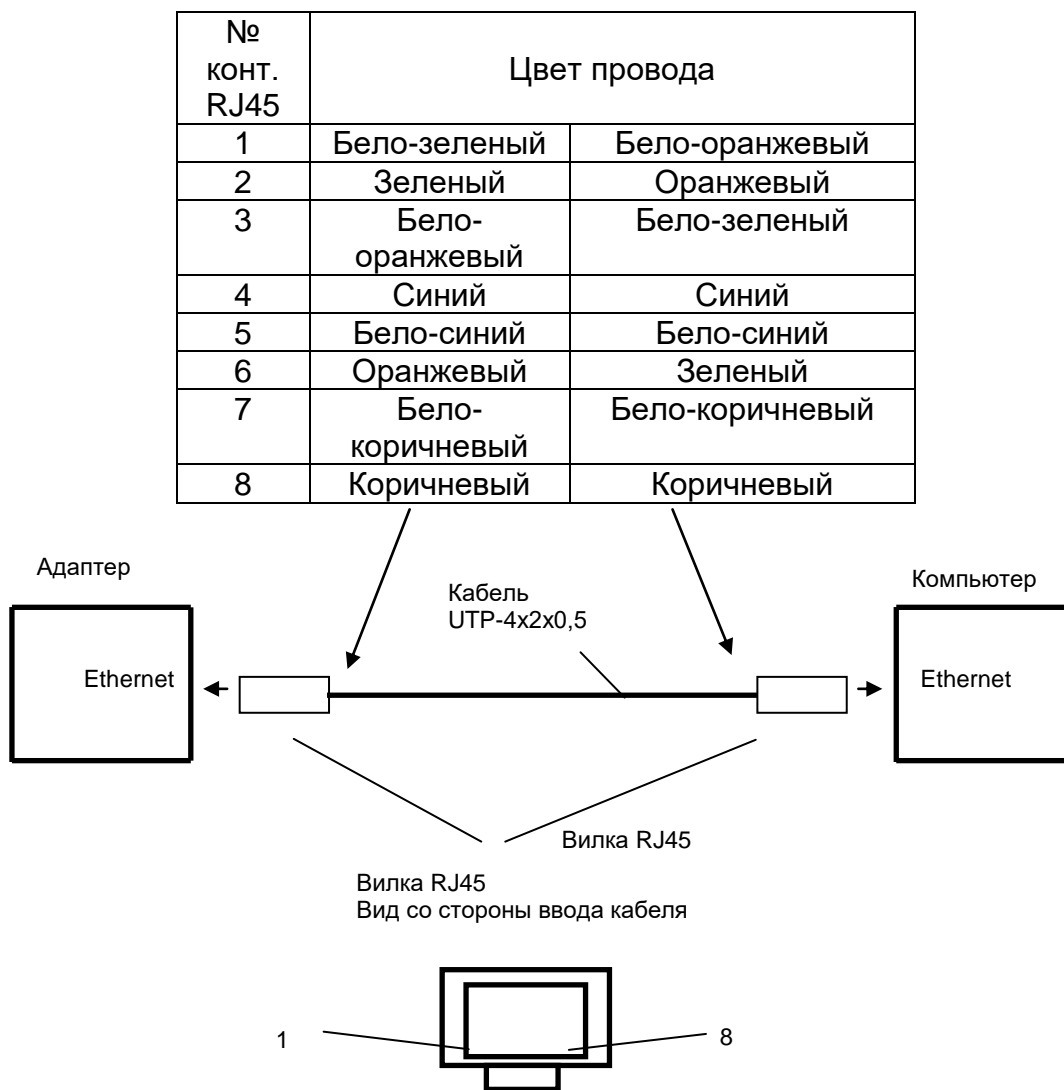 №
конт.
RJ45
Цвет провода
1 Бело-зеленый Бело-оранжевый
2 Зеленый Оранжевый
3 Бело-
оранжевый Бело-зеленый
4 Синий Синий
5 Бело-синий Бело-синий
6 Оранжевый Зеленый
7 Бело-
коричневый Бело-коричневый
8 Коричневый Коричневый
Адаптер
Кабель
UTP-4x2x0,5
Компьютер
Ethernet
Ethernet
Вилка RJ45
Вилка RJ45
Вид со стороны ввода кабеля
1
8